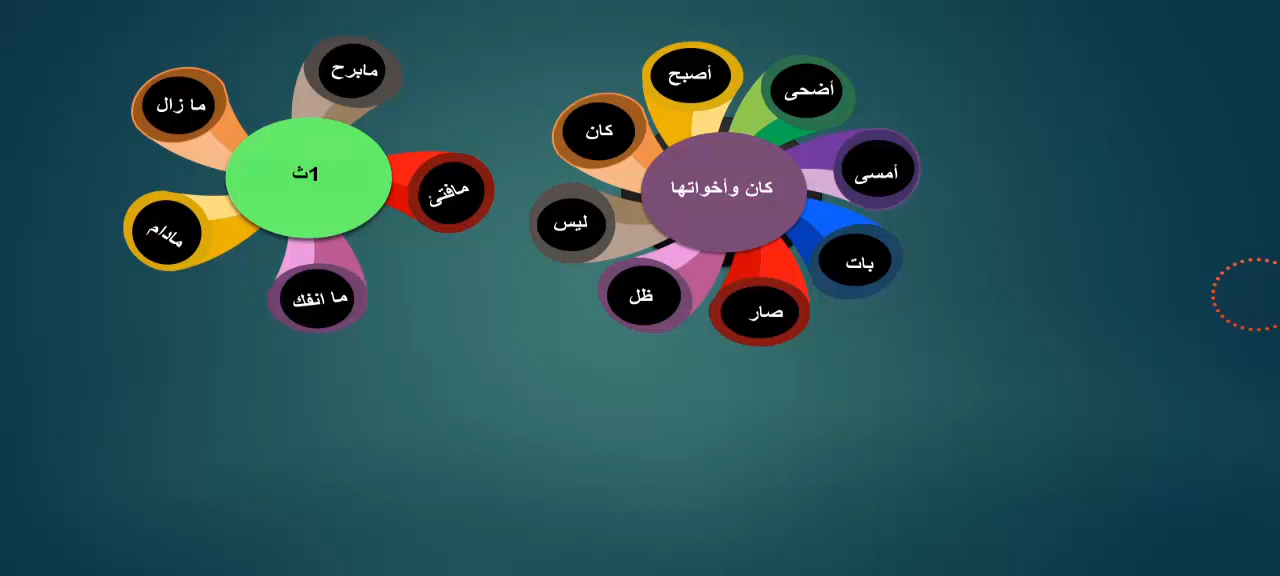 كان وأخواتها
كان
أصبح
أضحى
أمسى
بات
صار
ظل
ليس
1ث
ما زال
مابرح
مافتئ
ما انفك
مادام